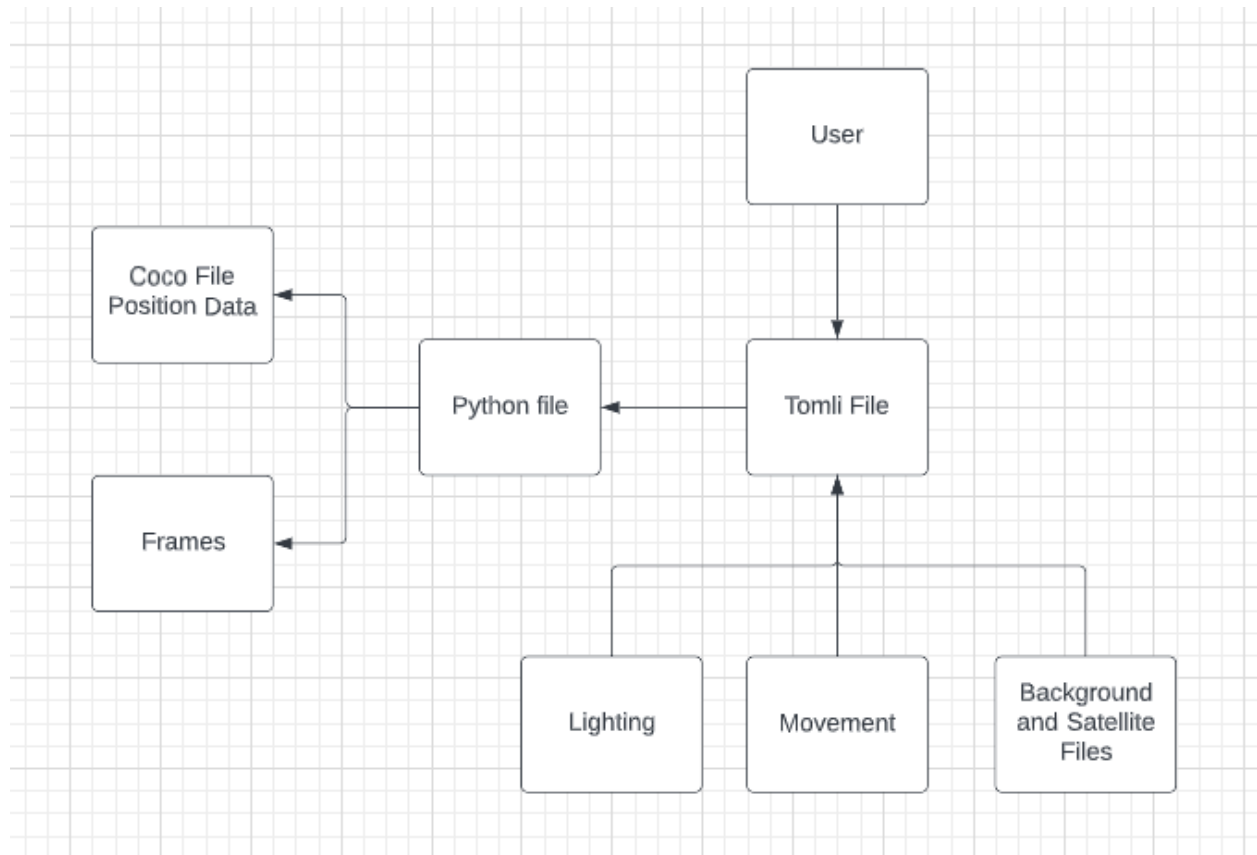 User
Coco File
Position Data
Python file
Tomli File
Frames
Lighting
Movement
Background
and Satellite
Files